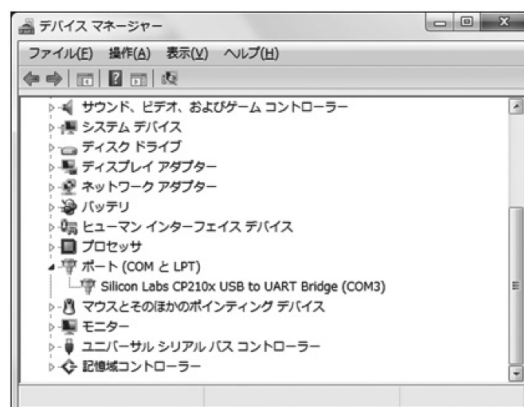 デバイス マネージャー
ファイル(F) 操作(A) 表示(V) ヘルプ(H)
サウンド、ビデオ、およびゲーム コントローラー
システム デバイス
ディスク ドライブ
ディスプレイ アダプター
ネットワーク アダプター
バッテリ
ヒューマン インターフェイス デバイス
プロセッサ
ポート (COM と LPT)
Silicon Labs CP210x USB to UART Bridge (COM3)
マウスとそのほかのポインティング デバイス
モニター
ユニバーサル シリアル バス コントローラー
記憶域コントローラー